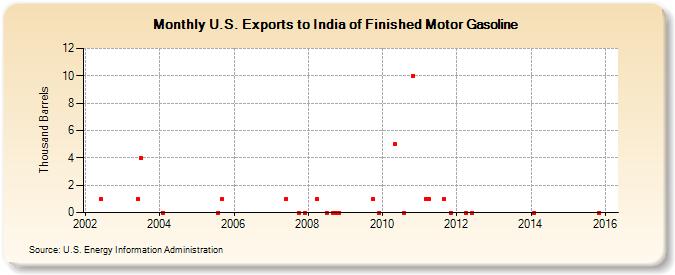 Monthly U.S. Exports to India of Finished Motor Gasoline
Thousand Barrels
12
10
8
6
4
2
0
2002 2004 2006 2008 2010 2012 2014 2016
Source: U.S. Energy Information Administration